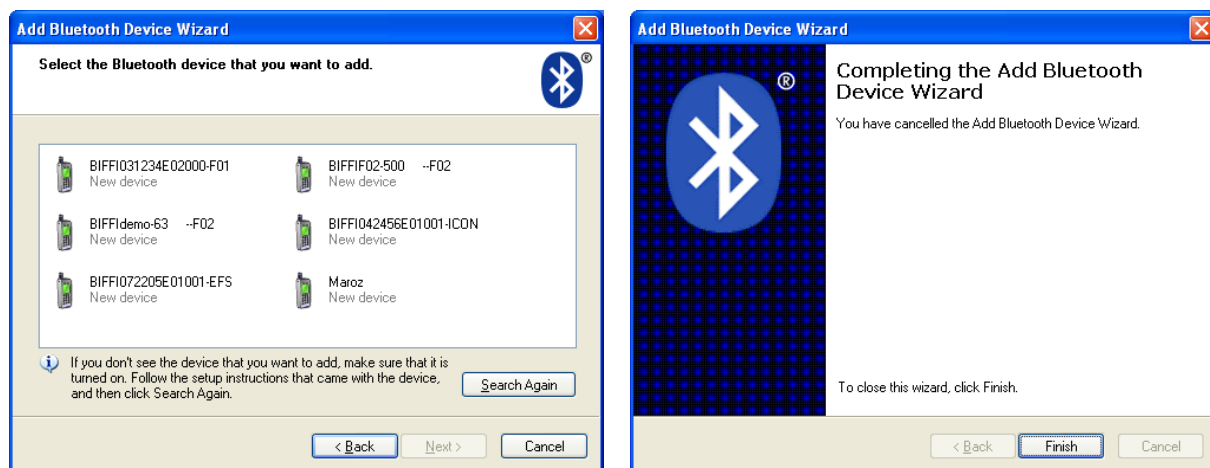 Add Bluetooth Device Wizard
Select the Bluetooth device that you want to add.
®
BIFFI031234E02000-F01
New device
BIFFIF02-500 --F02
New device
BIFFIdemo-63 --F02
New device
BIFFI042456E01001-ICON
New device
BIFFI072205E01001-EFS
New device
Maroz
New device
If you don't see the device that you want to add, make sure that it is
turned on. Follow the setup instructions that came with the device,
and then click Search Again.
Search Again
< Back Next > Cancel
Add Bluetooth Device Wizard
®
Completing the Add Bluetooth
Device Wizard
You have cancelled the Add Bluetooth Device Wizard.
To close this wizard, click Finish.
< Back Finish Cancel